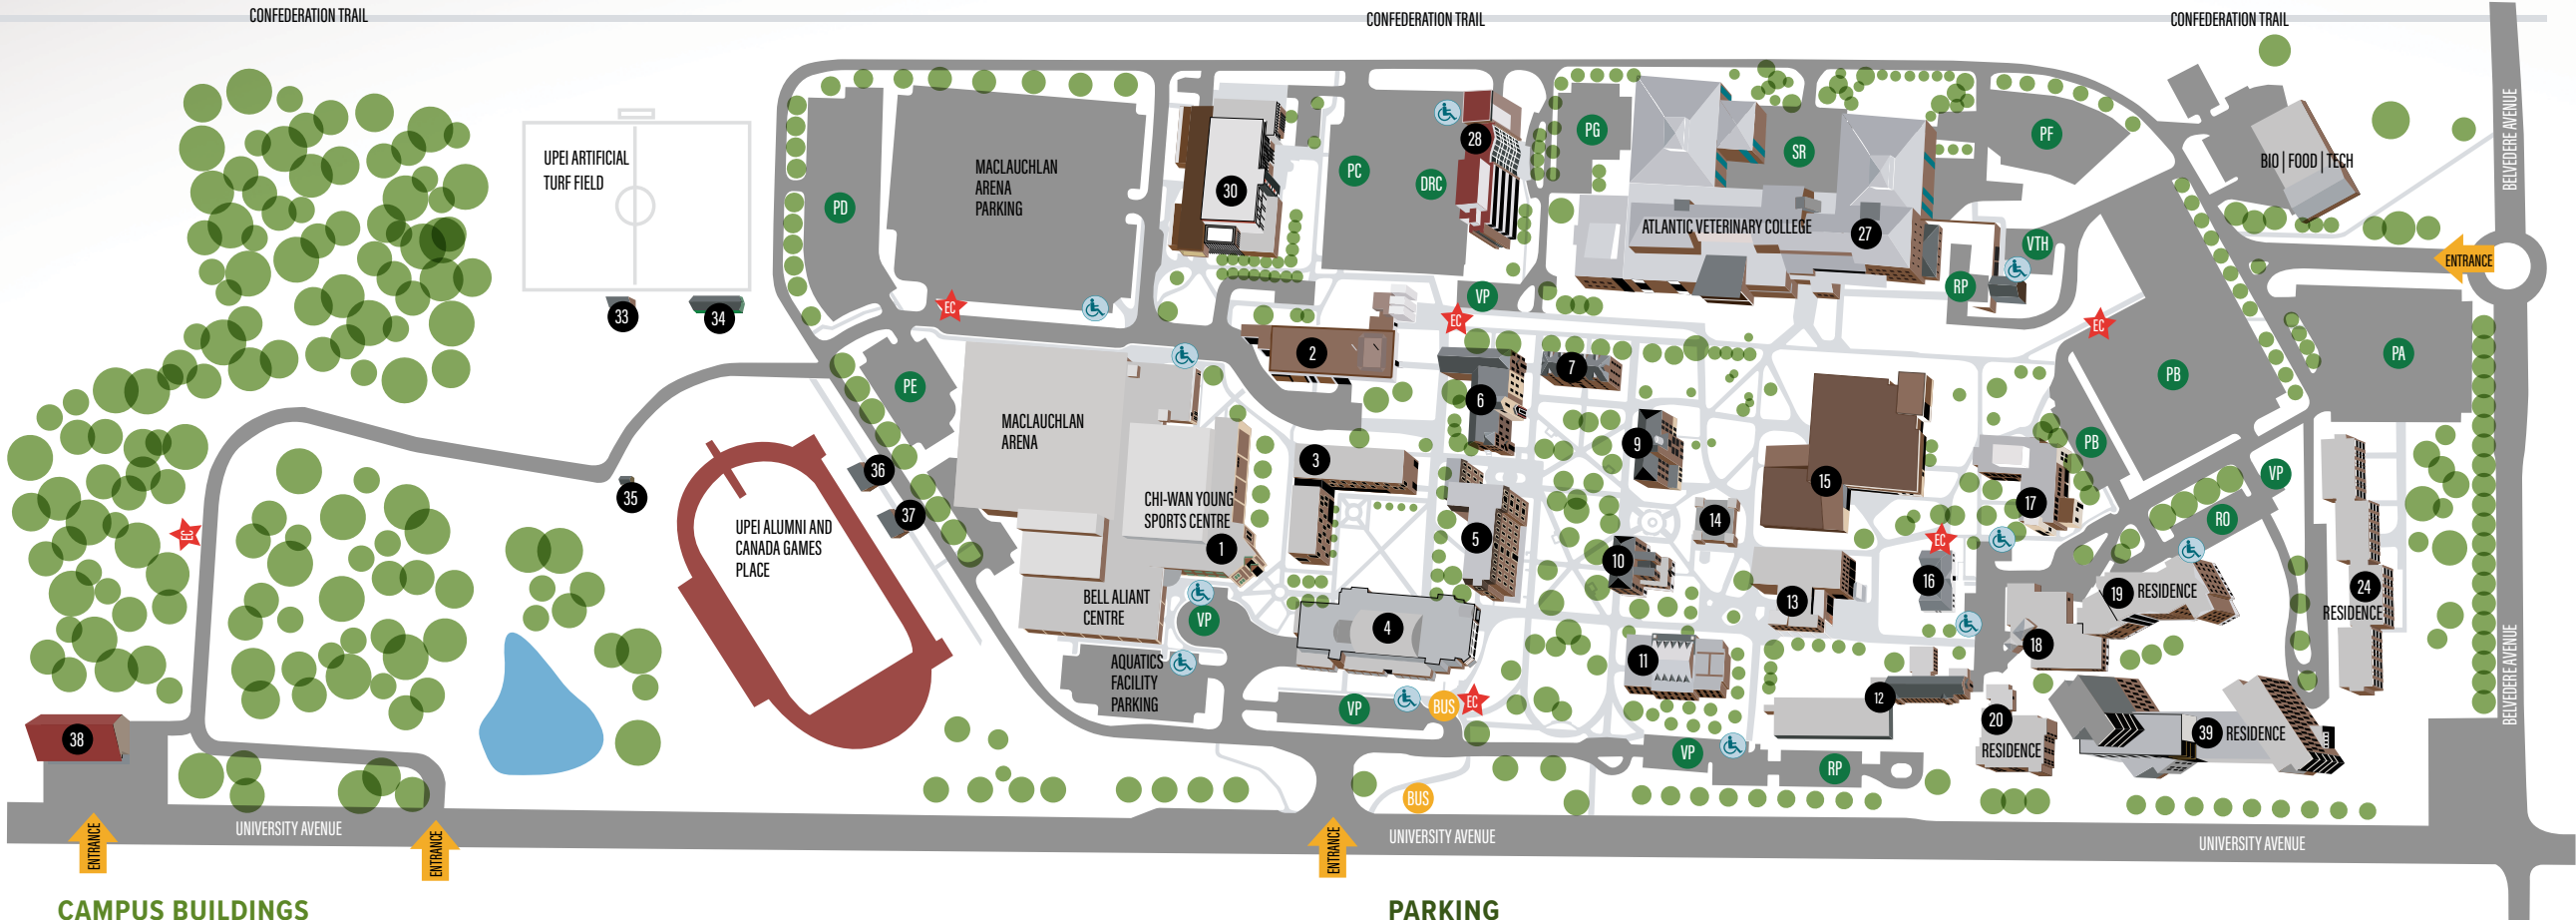 CONFEDERATION TRAIL
CONFEDERATION TRAIL
CONFEDERATION TRAIL
BELVEDERE AVENUE
UPEI ARTIFICIAL
TURF FIELD
33
34
PD
MACLAUCHLAN
ARENA
PARKING
EC
30
PC
DRC
28
PG
SR
PF
BIO | FOOD | TECH
ATLANTIC VETERINARY COLLEGE
27
VTH
RP
ENTRANCE
VP
EC
EC
PE
MACLAUCHLAN
ARENA
2
7
6
9
PB
PA
PB
36
37
35
EC
UPEI ALUMNI AND
CANADA GAMES
PLACE
CHI-WAN YOUNG
SPORTS CENTRE
1
3
5
14
15
17
VP
RO
EC
10
16
13
BELL ALIANT
CENTRE
VP
4
11
19
RESIDENCE
24
RESIDENCE
18
AQUATICS
FACILITY
PARKING
VP
BUS
EC
12
20
RESIDENCE
39
RESIDENCE
BELVEDERE AVENUE
38
VP
RP
BUS
UNIVERSITY AVENUE
UNIVERSITY AVENUE
UNIVERSITY AVENUE
ENTRANCE
ENTRANCE
ENTRANCE
CAMPUS BUILDINGS
PARKING